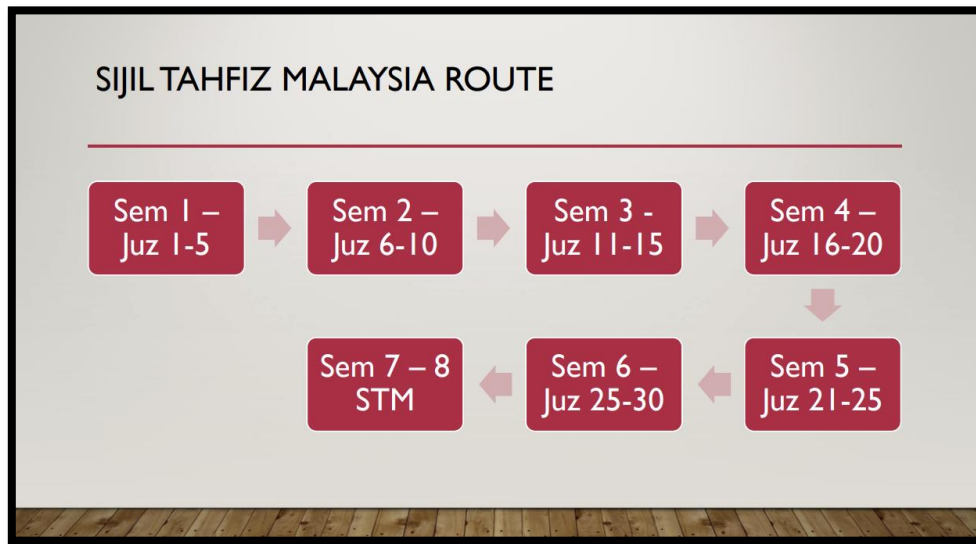 SIJIL TAHFIZ MALAYSIA ROUTE
Sem 1 –
Juz 1-5
Sem 2 –
Juz 6-10
Sem 3 -
Juz 11-15
Sem 4 –
Juz 16-20
Sem 5 –
Juz 21-25
Sem 6 –
Juz 25-30
Sem 7 – 8
STM